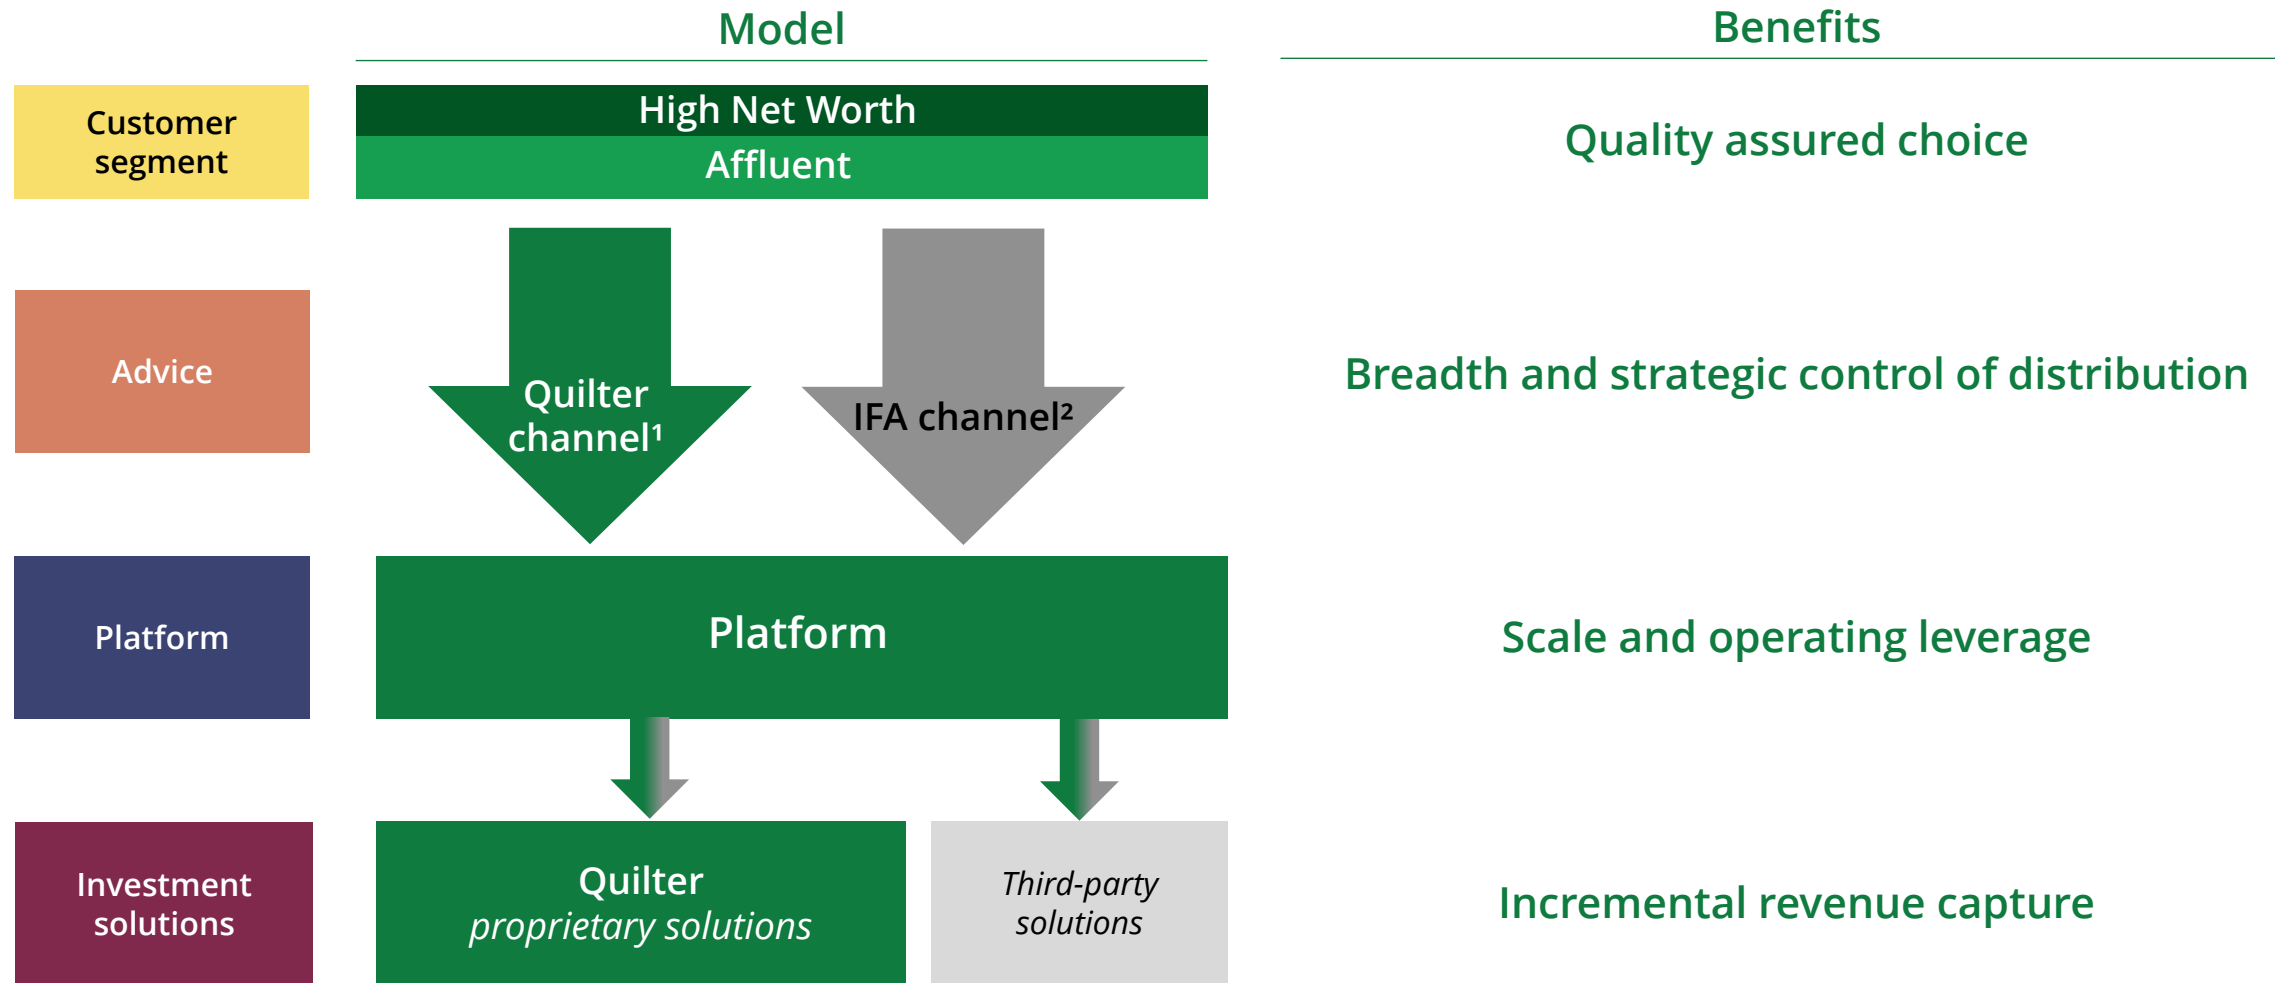 Model
Benefits
Customer
segment
High Net Worth
Affluent
Quality assured choice
Advice
Quilter
channel¹
IFA channel²
Breadth and strategic control of distribution
Platform
Platform
Scale and operating leverage
Investment
solutions
Quilter
proprietary solutions
Third-party
solutions
Incremental revenue capture